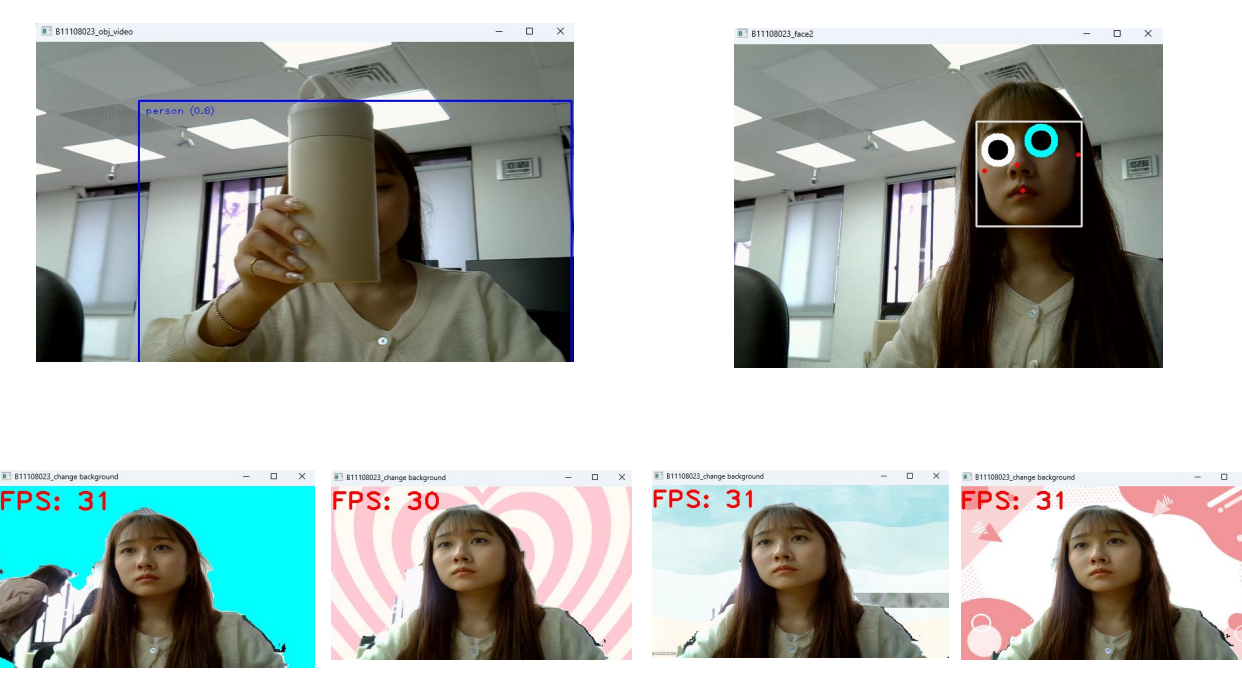 B11108023_obj_video
person (0.8)
B11108023_face2
B11108023_change background
FPS: 31
B11108023_change background
FPS: 30
B11108023_change background
FPS: 31
B11108023_change background
FPS: 31